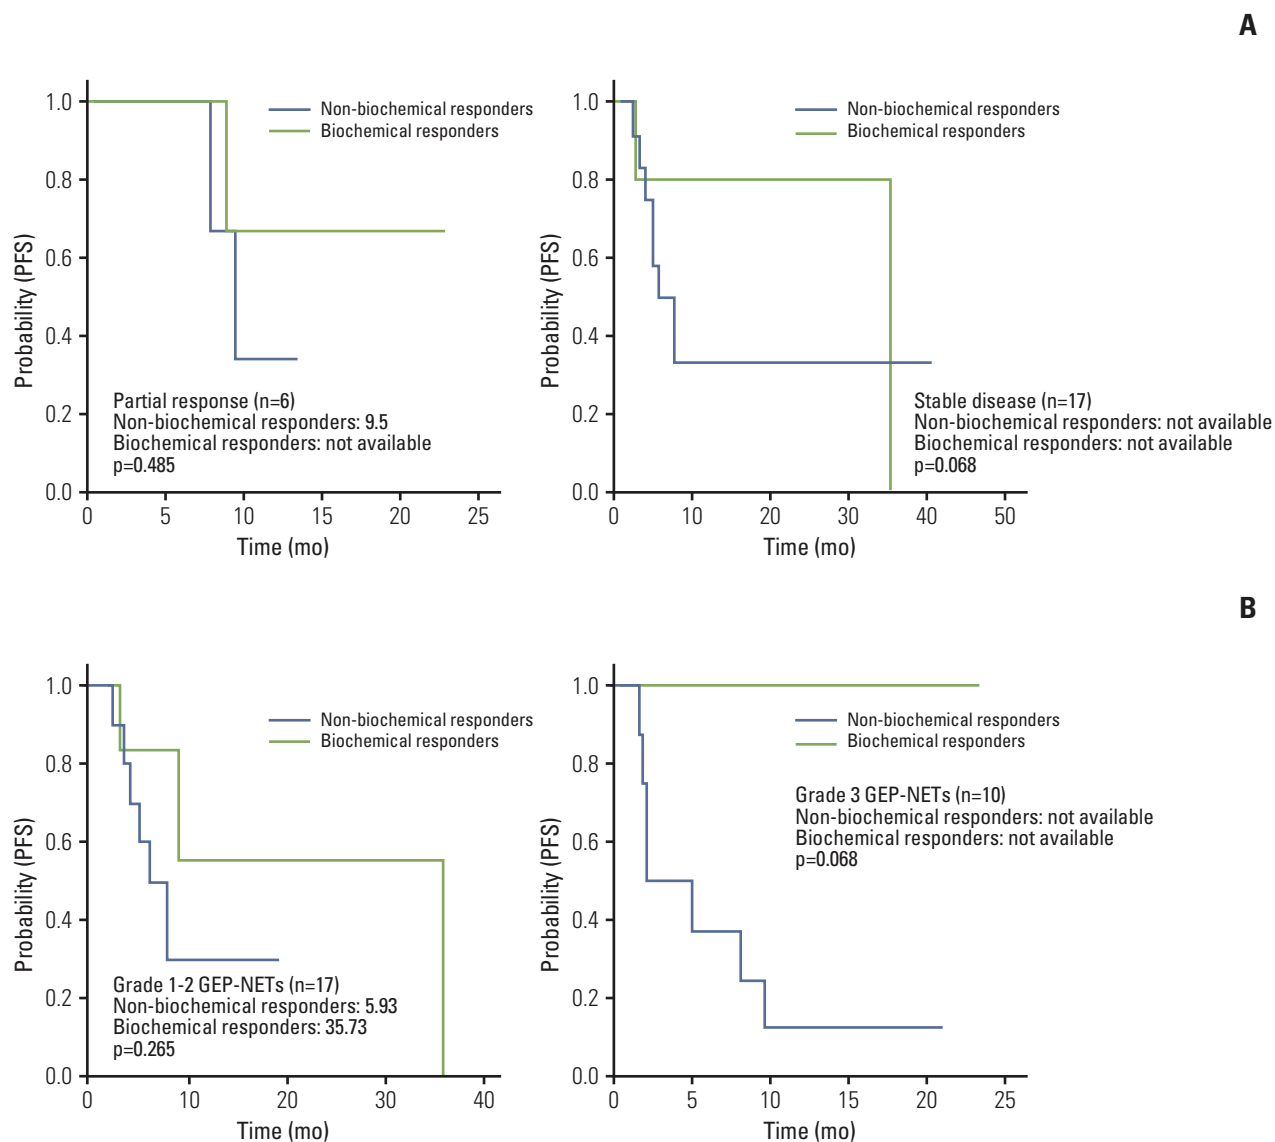 A
Probability (PFS)
1.0
0.8
0.6
0.4
0.2
0.0
Non-biochemical responders
Biochemical responders
Partial response (n=6)
Non-biochemical responders: 9.5
Biochemical responders: not available
p=0.485
0 5 10 15 20 25
Time (mo)
Probability (PFS)
1.0
0.8
0.6
0.4
0.2
0.0
Non-biochemical responders
Biochemical responders
Stable disease (n=17)
Non-biochemical responders: not available
Biochemical responders: not available
p=0.068
0 10 20 30 40 50
Time (mo)
B
Probability (PFS)
1.0
0.8
0.6
0.4
0.2
0.0
Non-biochemical responders
Biochemical responders
Grade 1-2 GEP-NETs (n=17)
Non-biochemical responders: 5.93
Biochemical responders: 35.73
p=0.265
0 10 20 30 40
Time (mo)
Probability (PFS)
1.0
0.8
0.6
0.4
0.2
0.0
Non-biochemical responders
Biochemical responders
Grade 3 GEP-NETs (n=10)
Non-biochemical responders: not available
Biochemical responders: not available
p=0.068
0 5 10 15 20 25
Time (mo)